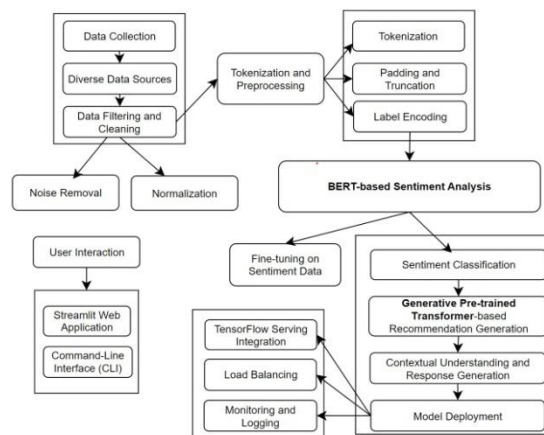 Data Collection
Diverse Data Sources
Data Filtering and
Cleaning
Noise Removal
Normalization
Tokenization and
Preprocessing
Tokenization
Padding and
Truncation
Label Encoding
BERT-based Sentiment Analysis
Fine-tuning on
Sentiment Data
Sentiment Classification
Generative Pre-trained
Transformer-based
Recommendation Generation
Contextual Understanding and
Response Generation
Model Deployment
TensorFlow Serving
Integration
Load Balancing
Monitoring and
Logging
User Interaction
Streamlit Web
Application
Command-Line
Interface (CLI)